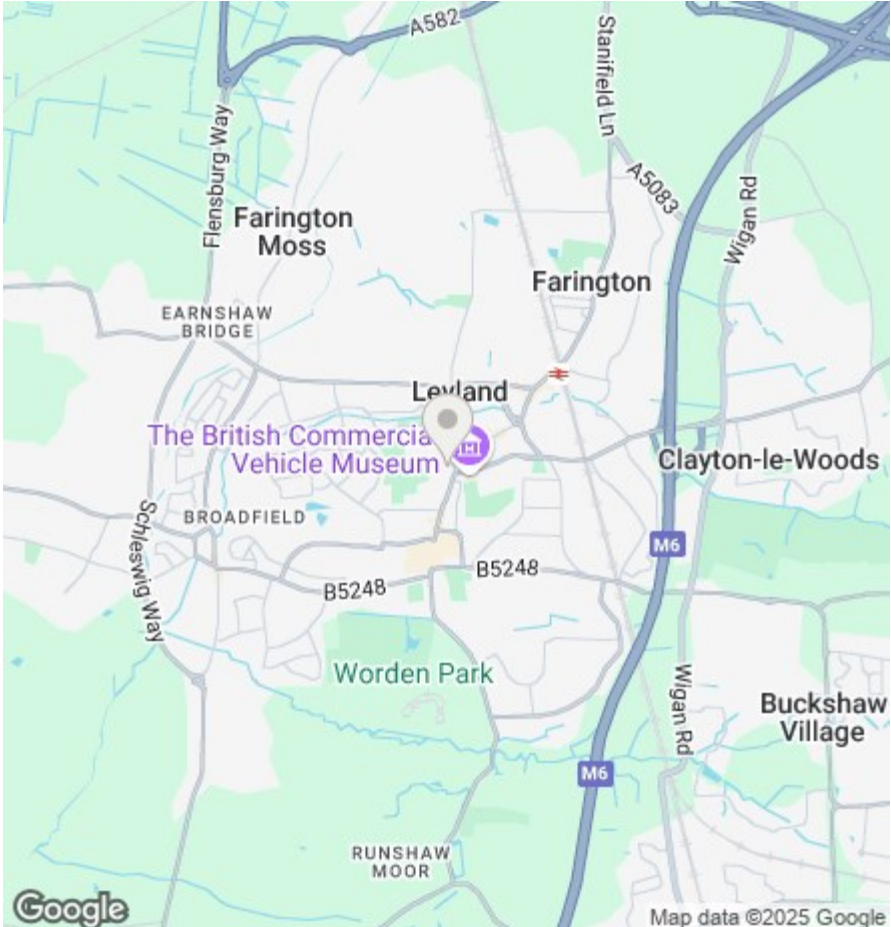 A582
Stanifield Ln
Flensburg Way
A5083
Wigan Rd
Farington
Moss
Farington
EARNSHAW
BRIDGE
Leyland
The British Commercia
Vehicle Museum
Clayton-le-Woods
BROADFIELD
Schleswig Way
M6
B5248
B5248
Worden Park
Wigan Rd
Buckshaw
Village
M6
RUNSHAW
MOOR
Google
Map data ©2025 Google